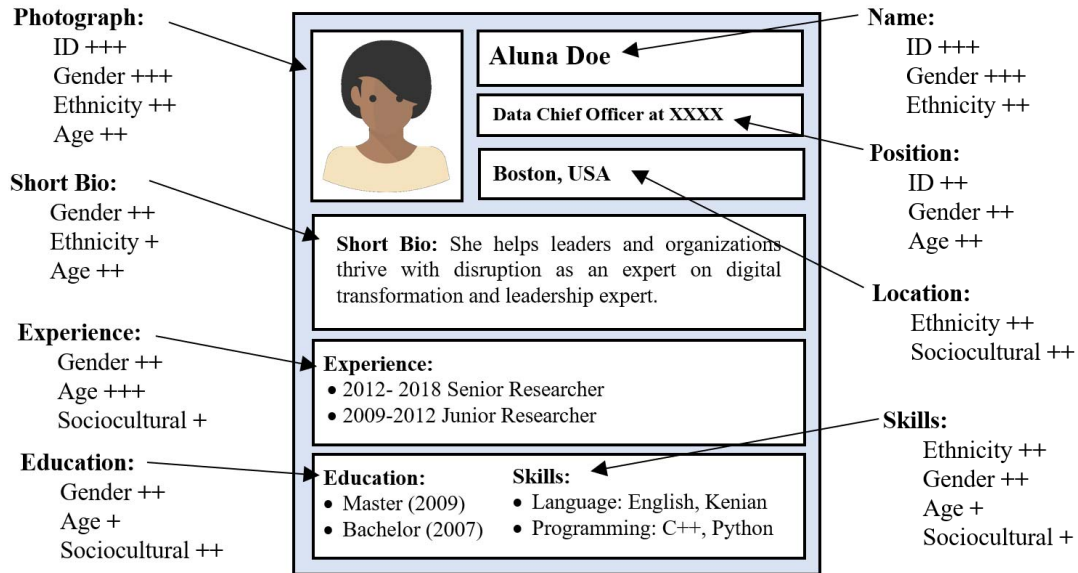 Photograph:
ID +++
Gender +++
Ethnicity ++
Age ++
Short Bio:
Gender ++
Ethnicity +
Age ++
Experience:
Gender ++
Age +++
Sociocultural +
Education:
Gender ++
Age +
Sociocultural ++
Aluna Doe
Data Chief Officer at XXXX
Boston, USA
Short Bio: She helps leaders and organizations
thrive with disruption as an expert on digital
transformation and leadership expert.
Experience:
• 2012- 2018 Senior Researcher
• 2009-2012 Junior Researcher
Education:
• Master (2009)
• Bachelor (2007)
Skills:
• Language: English, Kenian
• Programming: C++, Python
Name:
ID +++
Gender +++
Ethnicity ++
Position:
ID ++
Gender ++
Age ++
Location:
Ethnicity ++
Sociocultural ++
Skills:
Ethnicity ++
Gender ++
Age +
Sociocultural +